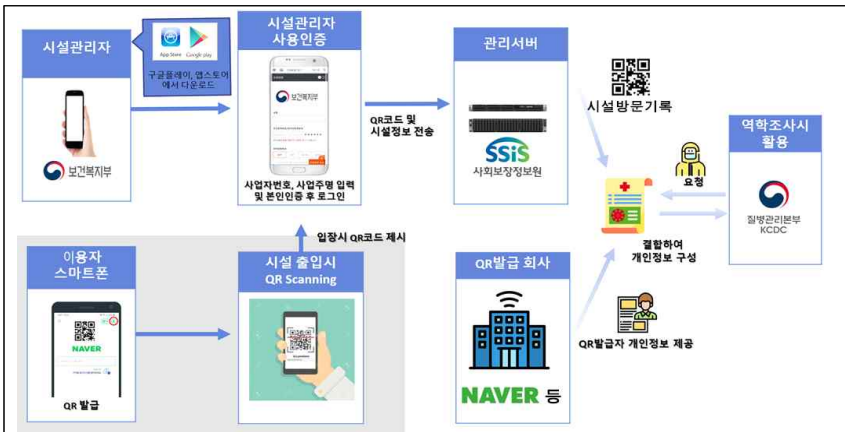 시설관리자
App Store Google play
구글플레이, 앱스토어
에서 다운로드
보건복지부
시설관리자
사용인증
보건복지부
사업자번호, 사업주명 입력
및 본인인증 후 로그인
QR코드 및
시설정보 전송
관리서버
SSiS
사회보장정보원
시설방문기록
역학조사시
활용
요청
질병관리본부
KCDC
결합하여
개인정보 구성
이용자
스마트폰
NAVER
QR 발급
입장시 QR코드 제시
시설 출입시
QR Scanning
QR발급 회사
NAVER 등
QR발급자 개인정보 제공